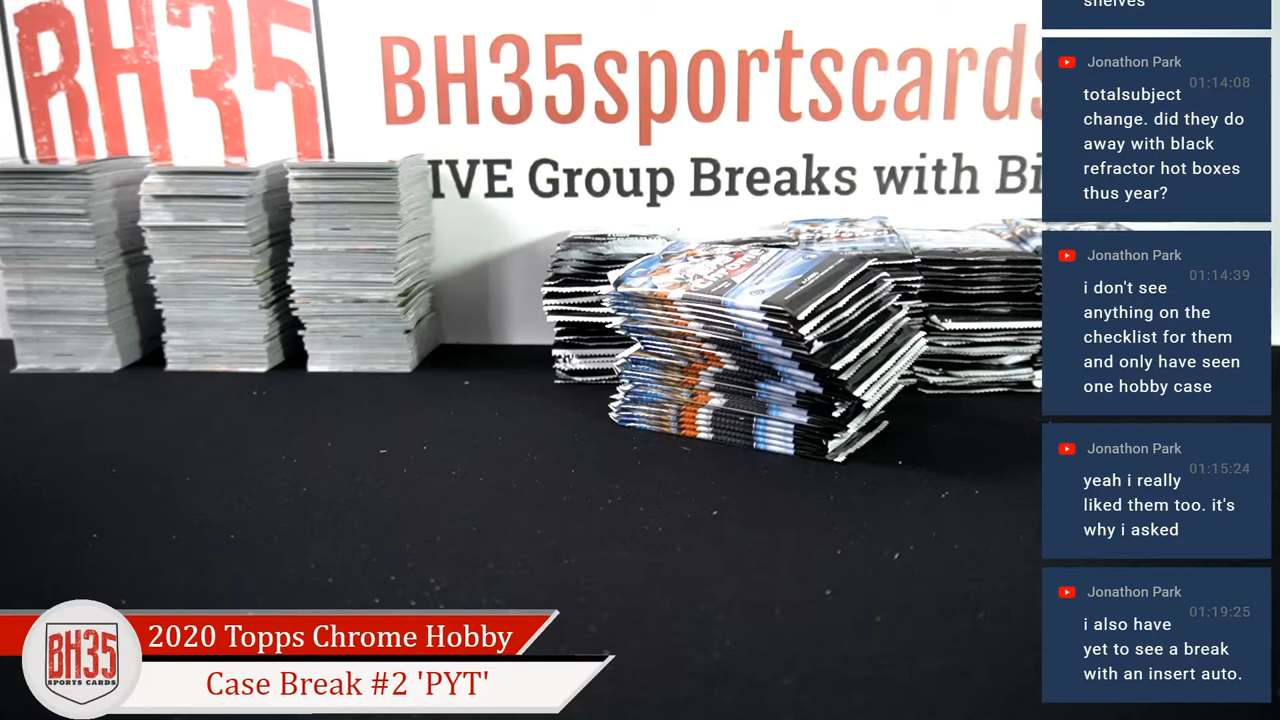 BH35
BH35sportscards
LIVE Group Breaks with Bi
shelves
Jonathon Park
01:14:08
totalsubject
change. did they do
away with black
refractor hot boxes
thus year?
Jonathon Park
01:14:39
i don't see
anything on the
checklist for them
and only have seen
one hobby case
Jonathon Park
01:15:24
yeah i really
liked them too. it's
why i asked
Jonathon Park
01:19:25
i also have
yet to see a break
with an insert auto.
CHROME
BH35
SPORTS CARDS
2020 Topps Chrome Hobby
Case Break #2 'PYT'